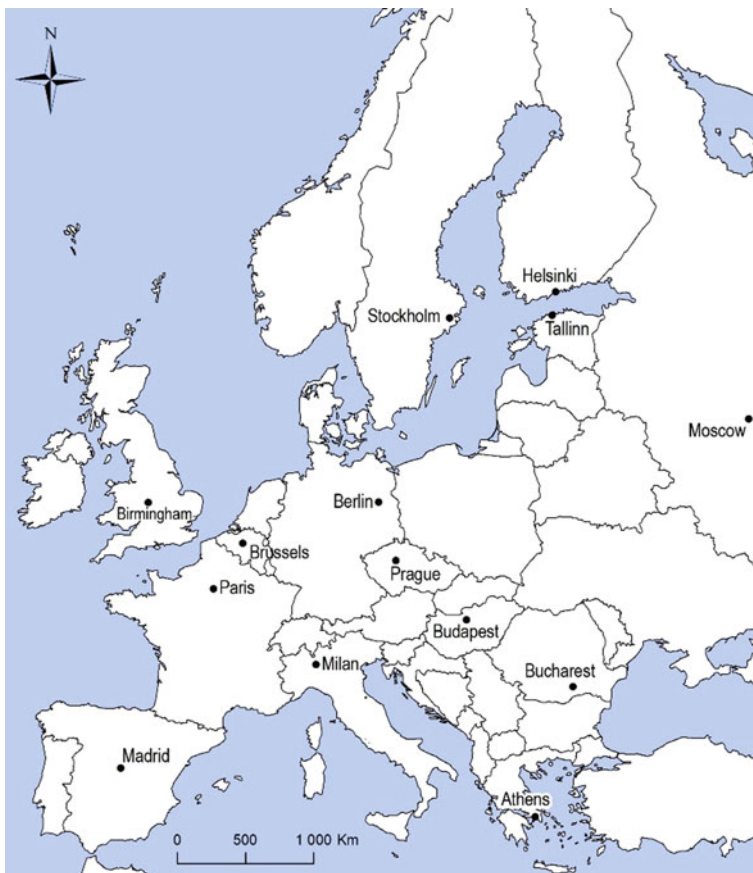 N
Helsinki
Stockholm
Tallinn
Moscow
Birmingham
Berlin
Brussels
Prague
Paris
Budapest
Milan
Bucharest
Madrid
Athens
0 500 1 000 Km